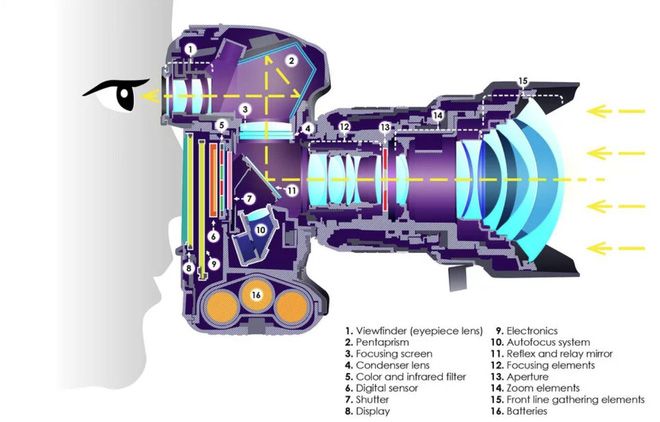 1
2
3
4
5
6
7
8
9
10
11
12
13
14
15
16
1. Viewfinder (eyepiece lens)
2. Pentaprism
3. Focusing screen
4. Condenser lens
5. Color and infrared filter
6. Digital sensor
7. Shutter
8. Display
9. Electronics
10. Autofocus system
11. Reflex and relay mirror
12. Focusing elements
13. Aperture
14. Zoom elements
15. Front line gathering elements
16. Batteries